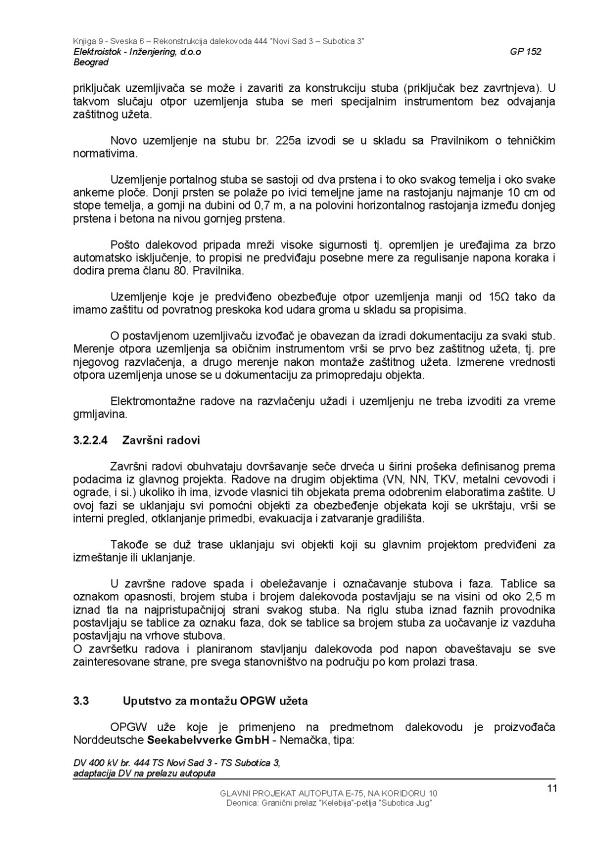 Knjiga 9 - Sveska 6 – Rekonstrukcija dalekovoda 444 "Novi Sad 3 – Subotica 3"
Elektroistok - Inženjering, d.o.o GP 152
Beograd
priključak uzemljivača se može i zavariti za konstrukciju stuba (priključak bez zavrtnjeva). U
takvom slučaju otpor uzemljenja stuba se meri specijalnim instrumentom bez odvajanja
zaštitnog užeta.
Novo uzemljenje na stubu br. 225a izvodi se u skladu sa Pravilnikom o tehničkim
normativima.
Uzemljenje portalnog stuba se sastoji od dva prstena i to oko svakog temelja i oko svake
ankerne ploče. Donji prsten se polaže po ivici temeljne jame na rastojanju najmanje 10 cm od
stope temelja, a gornji na dubini od 0,7 m, a na polovini horizontalnog rastojanja između donjeg
prstena i betona na nivou gornjeg prstena.
Pošto dalekovod pripada mreži visoke sigurnosti tj. opremljen je uređajima za brzo
automatsko isključenje, to propisi ne predviđaju posebne mere za regulisanje napona koraka i
dodira prema članu 80. Pravilnika.
Uzemljenje koje je predviđeno obezbeđuje otpor uzemljenja manji od 15Ω tako da
imamo zaštitu od povratnog preskoka kod udara groma u skladu sa propisima.
O postavljenom uzemljivaču izvođač je obavezan da izradi dokumentaciju za svaki stub.
Merenje otpora uzemljenja sa običnim instrumentom vrši se prvo bez zaštitnog užeta, tj. pre
njegovog razvlačenja, a drugo merenje nakon montaže zaštitnog užeta. Izmerene vrednosti
otpora uzemljenja unose se u dokumentaciju za primopredaju objekta.
Elektromontažne radove na razvlačenju užadi i uzemljenju ne treba izvoditi za vreme
grmljavina.
3.2.2.4 Završni radovi
Završni radovi obuhvataju dovršavanje seče drveća u širini prošeka definisanog prema
podacima iz glavnog projekta. Radove na drugim objektima (VN, NN, TKV, metalni cevovodi i
ograde, i si.) ukoliko ih ima, izvode vlasnici tih objekata prema odobrenim elaboratima zaštite. U
ovoj fazi se uklanjaju svi pomoćni objekti za obezbeđenje objekata koji se ukrštaju, vrši se
interni pregled, otklanjanje primedbi, evakuacija i zatvaranje gradilišta.
Takođe se duž trase uklanjaju svi objekti koji su glavnim projektom predviđeni za
izmeštanje ili uklanjanje.
U završne radove spada i obeležavanje i označavanje stubova i faza. Tablice sa
oznakom opasnosti, brojem stuba i brojem dalekovoda postavljaju se na visini od oko 2,5 m
iznad tla na najpristupačnijoj strani svakog stuba. Na riglu stuba iznad faznih provodnika
postavljaju se tablice za oznaku faza, dok se tablice sa brojem stuba za uočavanje iz vazduha
postavljaju na vrhove stubova.
O završetku radova i planiranom stavljanju dalekovoda pod napon obaveštavaju se sve
zainteresovane strane, pre svega stanovništvo na području po kom prolazi trasa.
3.3 Uputstvo za montažu OPGW užeta
OPGW uže koje je primenjeno na predmetnom dalekovodu je proizvođača
Norddeutsche Seekabelvverke GmbH - Nemačka, tipa:
DV 400 kV br. 444 TS Novi Sad 3 - TS Subotica 3,
adaptacija DV na prelazu autoputa
11
GLAVNI PROJEKAT AUTOPUTA E-75, NA KORIDORU 10
Deonica: Granični prelaz "Kelebija"-petlja "Subotica Jug"